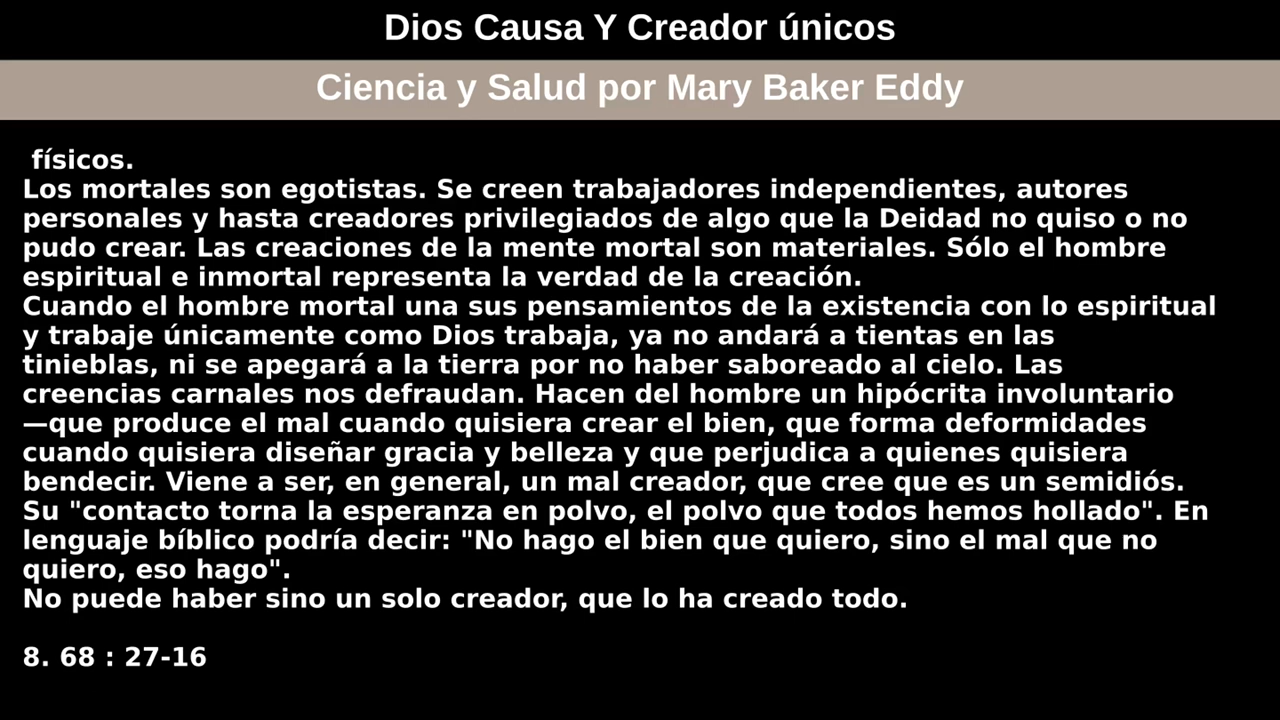 Dios Causa Y Creador únicos
Ciencia y Salud por Mary Baker Eddy
físicos.
Los mortales son egotistas. Se creen trabajadores independientes, autores
personales y hasta creadores privilegiados de algo que la Deidad no quiso o no
pudo crear. Las creaciones de la mente mortal son materiales. Sólo el hombre
espiritual e inmortal representa la verdad de la creación.
Cuando el hombre mortal una sus pensamientos de la existencia con lo espiritual
y trabaje únicamente como Dios trabaja, ya no andará a tientas en las
tinieblas, ni se apegará a la tierra por no haber saboreado al cielo. Las
creencias carnales nos defraudan. Hacen del hombre un hipócrita involuntario
—que produce el mal cuando quisiera crear el bien, que forma deformidades
cuando quisiera diseñar gracia y belleza y que perjudica a quienes quisiera
bendecir. Viene a ser, en general, un mal creador, que cree que es un semidiós.
Su "contacto torna la esperanza en polvo, el polvo que todos hemos hollado". En
lenguaje bíblico podría decir: "No hago el bien que quiero, sino el mal que no
quiero, eso hago".
No puede haber sino un solo creador, que lo ha creado todo.
8. 68 : 27-16